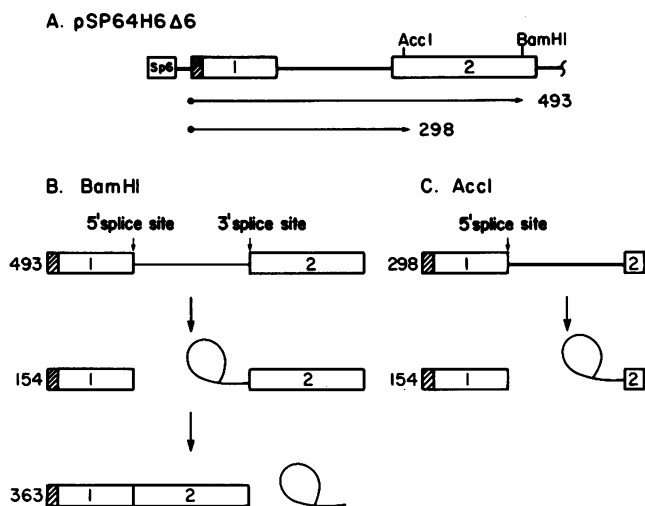 A. pSP64H6Δ6
AccI BamHI
Sp6 1 2
493
298
B. BamHI
5' splice site 3' splice site
493 1 2
154 1 2
363 1 2
C. AccI
5' splice site
298 1 2
154 1 2